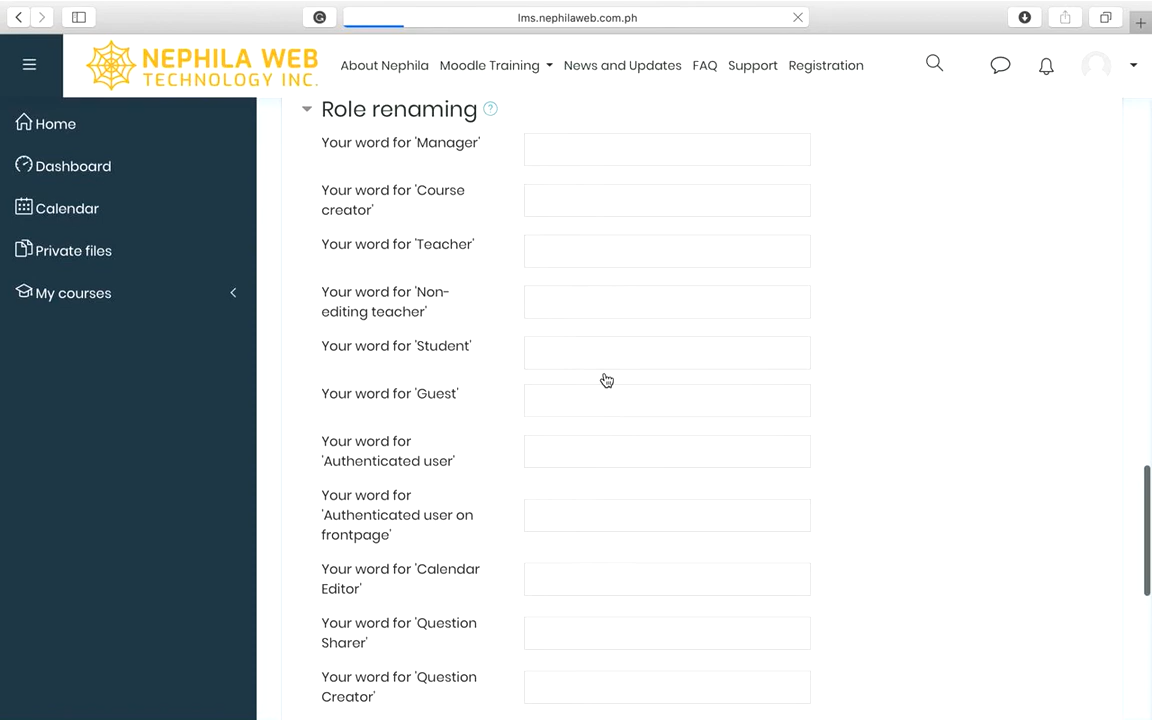 lms.nephilaweb.com.ph
NEPHILA WEB
TECHNOLOGY INC.
About Nephila
Moodle Training
News and Updates
FAQ
Support
Registration
Home
Dashboard
Calendar
Private files
My courses
Role renaming
Your word for 'Manager'
Your word for 'Course
creator'
Your word for 'Teacher'
Your word for 'Non-
editing teacher'
Your word for 'Student'
Your word for 'Guest'
Your word for
'Authenticated user'
Your word for
'Authenticated user on
frontpage'
Your word for 'Calendar
Editor'
Your word for 'Question
Sharer'
Your word for 'Question
Creator'